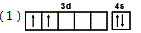 3d 4s
(1) ↑ ↑ ↑↓